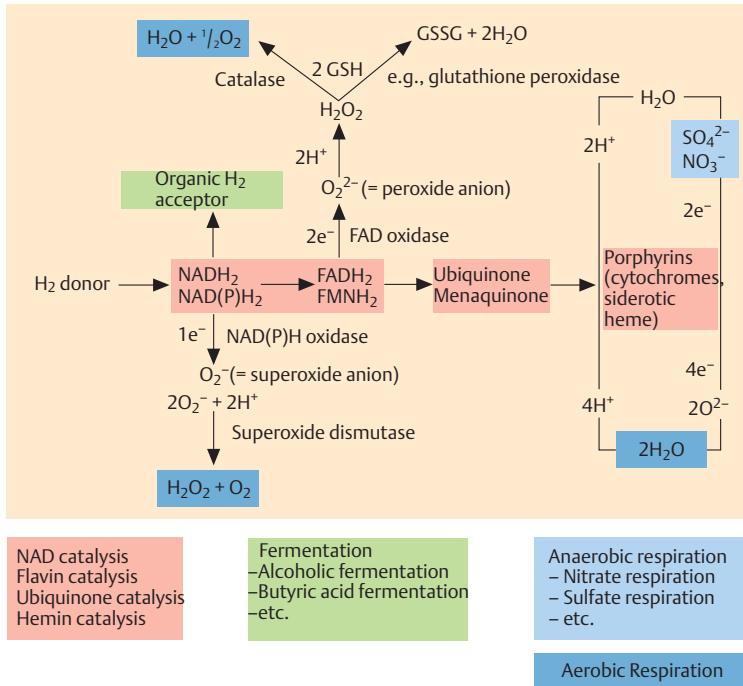 H₂O + ¹/₂O₂
GSSG + 2H₂O
2 GSH
Catalase
e.g., glutathione peroxidase
H₂O₂
H₂O
2H⁺
SO₄²⁻
NO₃⁻
2H⁺
Organic H₂
acceptor
O₂²⁻ (= peroxide anion)
2e⁻
2e⁻
FAD oxidase
H₂ donor
NADH₂
NAD(P)H₂
FADH₂
FMNH₂
Ubiquinone
Menaquinone
Porphyrins
(cytochromes,
siderotic
heme)
1e⁻
NAD(P)H oxidase
O₂⁻(= superoxide anion)
2O₂⁻ + 2H⁺
4e⁻
4H⁺
2O²⁻
Superoxide dismutase
2H₂O
H₂O₂ + O₂
NAD catalysis
Flavin catalysis
Ubiquinone catalysis
Hemin catalysis
Fermentation
–Alcoholic fermentation
–Butyric acid fermentation
–etc.
Anaerobic respiration
– Nitrate respiration
– Sulfate respiration
– etc.
Aerobic Respiration